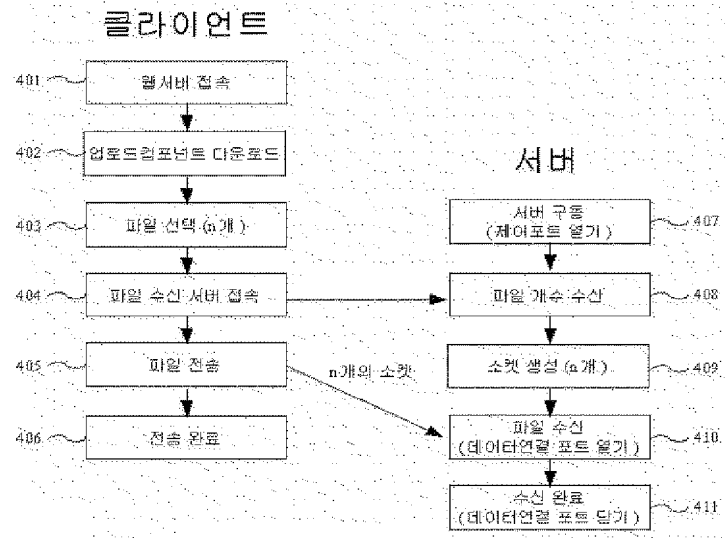 클라이언트
401
웹서버 접속
402
업로드컴포넌트 다운로드
403
파일 선택 (n개)
404
파일 수신 서버 접속
405
파일 전송
406
전송 완료
n개의 소켓
서버
서버 구동
(제어포트 열기)
407
파일 개수 수신
408
소켓 생성 (n개)
409
파일 수신
(데이터연결 포트 열기)
410
수신 완료
(데이터연결 포트 닫기)
411